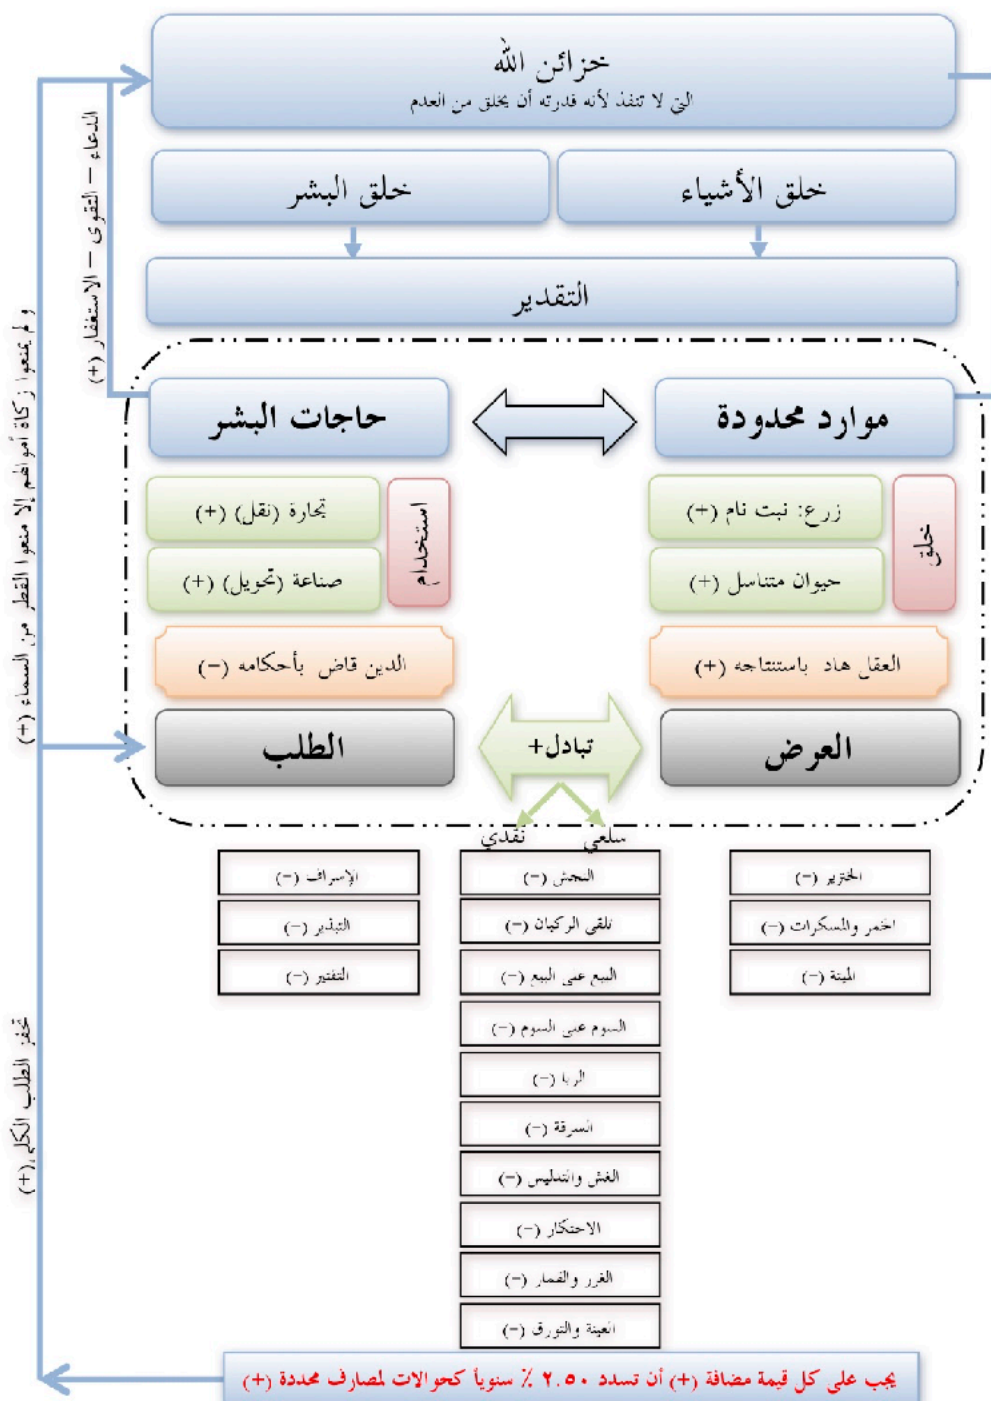 خزائن الله
التي لا تنفذ لأنه قدرته أن يخلق من العدم
خلق الأشياء
خلق البشر
التقدير
موارد محدودة
حاجات البشر
خلق
زرع: نبت نام (+)
حيوان متناسل (+)
استخدام
تجارة (نقل) (+)
صناعة (تحويل) (+)
العقل هاد باستنتاجه (+)
الدين قاض بأحكامه (−)
العرض
تبادل+
الطلب
سلعي
نقدي
الخنزير (−)
الخمر والمسكرات (−)
الميتة (−)
النجش (−)
تلقي الركبان (−)
البيع على البيع (−)
السوم على السوم (−)
الربا (−)
السرقة (−)
الغش والتدليس (−)
الاحتكار (−)
الغرر والقمار (−)
العينة والتورق (−)
الإسراف (−)
التبذير (−)
التقتير (−)
الدعاء – التقوى – الاستغفار (+)
و لم يمنعوا زكاة أموالهم إلا منعوا القطر من السماء (+)
تحفز الطلب الكلي (+)
يجب على كل قيمة مضافة (+) أن تسدد ٢.٥٠ ٪ سنوياً كحوالات لمصارف محددة (+)